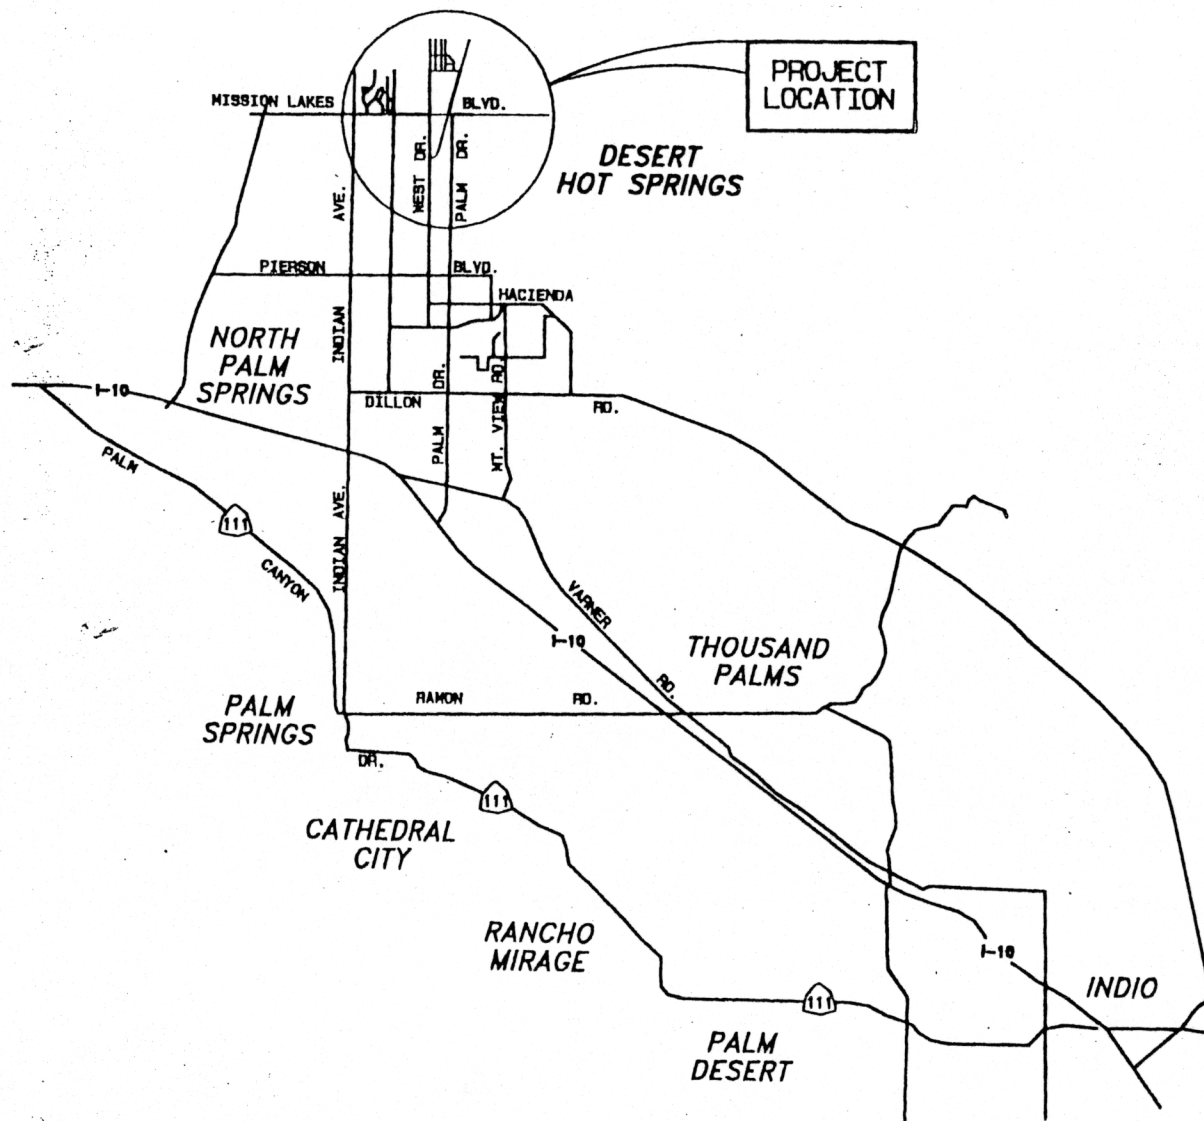 PROJECT
LOCATION
MISSION LAKES BLVD.
DESERT
HOT SPRINGS
WEST DR.
PALM DR.
INDIAN AVE.
PIERSON BLVD.
HACIENDA
NORTH
PALM
SPRINGS
I-10
DILLON RD.
PALM DR.
MT. VIEW RD.
PALM
111
CANYON
INDIAN AVE.
VARNER RD.
I-10
THOUSAND
PALMS
RAMON RD.
PALM
SPRINGS
DR.
111
CATHEDRAL
CITY
RANCHO
MIRAGE
I-10
INDIO
111
PALM
DESERT